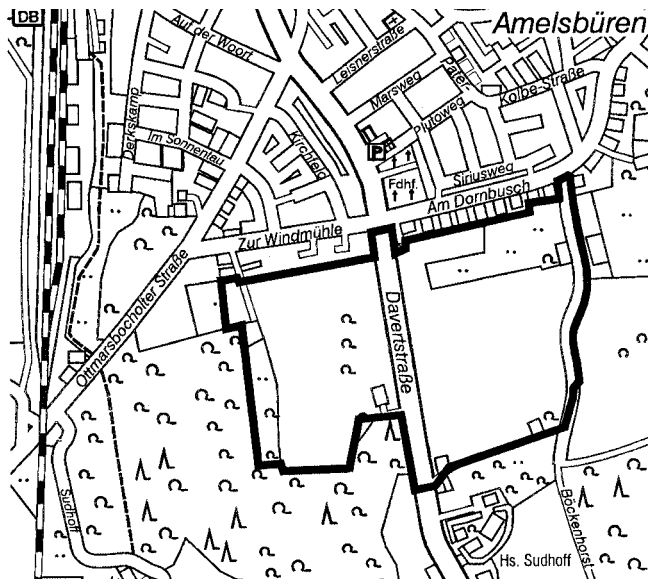 DB
Amelsbüren
Auf der Woort
Leisnerstraße
Marsweg
Pater-
Kolbe-Straße
Plutoweg
Derkskamp
Im Sonnentau
Kirchfeld
P
Siriusweg
Fdhf.
Am Dornbusch
Zur Windmühle
Ottmarsbocholter Straße
Davertstraße
Sudhoff
Böckenhorst
Hs. Sudhoff